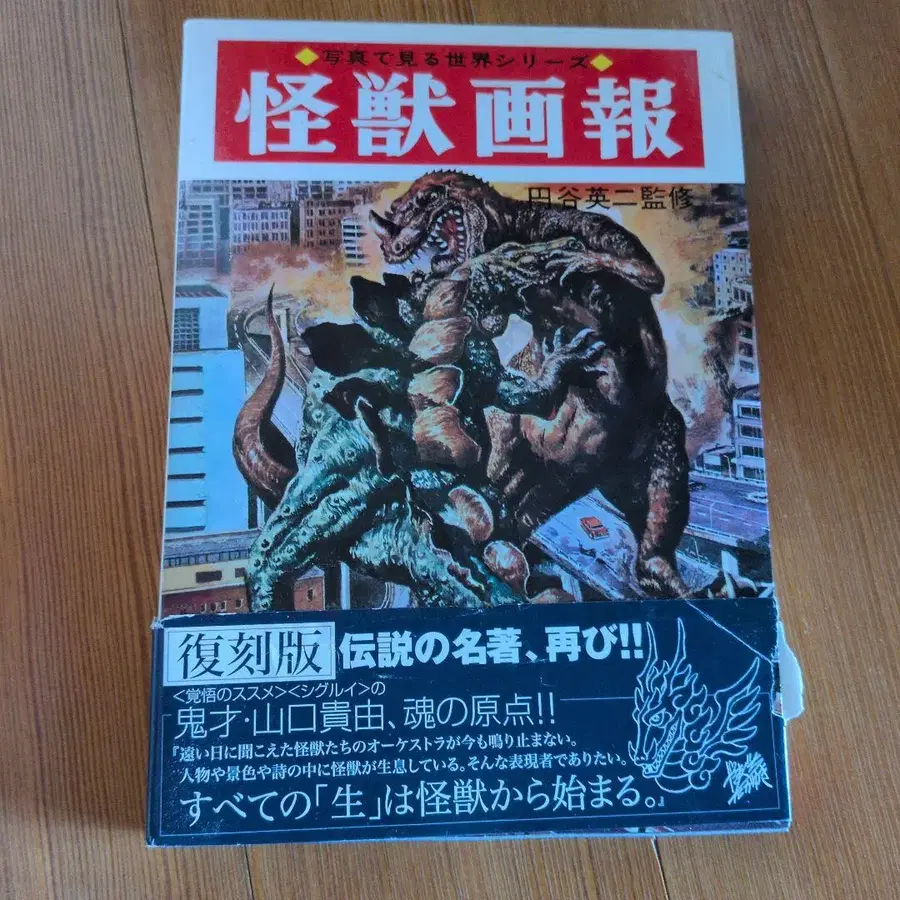 ◆写真で見る世界シリーズ◆
怪獣画報
円谷英二監修
復刻版 伝説の名著、再び!!
<覚悟のススメ><シグルイ>の
鬼才・山口貴由、魂の原点!!
『遠い日に聞こえた怪獣たちのオーケストラが今も鳴り止まない。
人物や景色や詩の中に怪獣が生息している。そんな表現者でありたい。
すべての「生」は怪獣から始まる。』